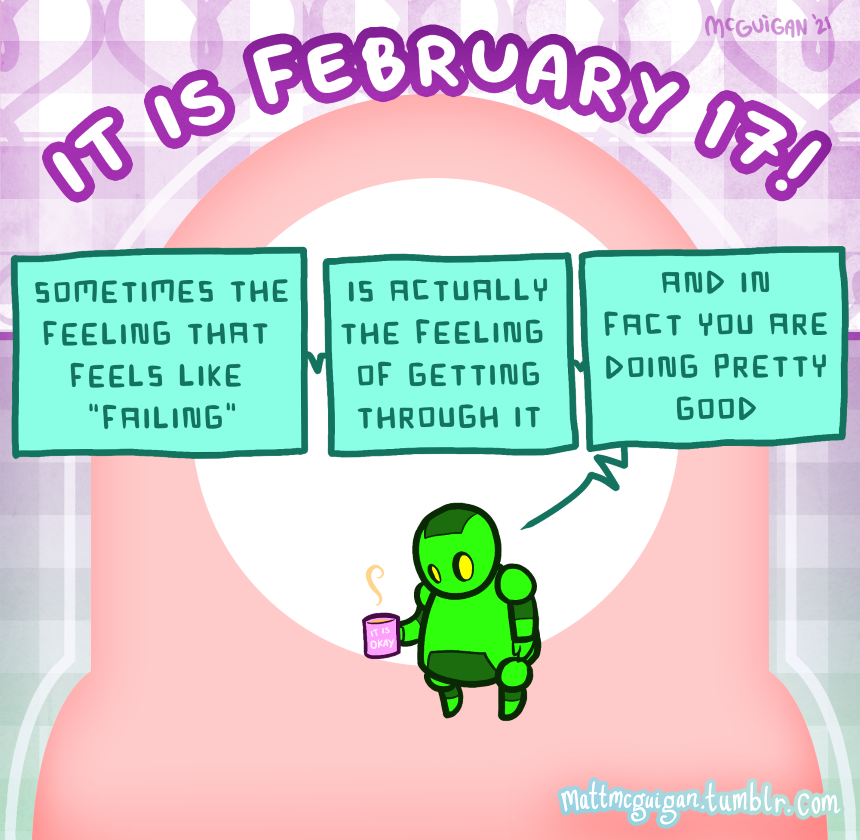 McGUiGAN '21
IT IS FEBRUARY 17!
SOMETIMES THE
FEELING THAT
FEELS LIKE
"FAILING"
IS ACTUALLY
THE FEELING
OF GETTING
THROUGH IT
AND IN
FACT YOU ARE
DOING PRETTY
GOOD
IT IS
OKAY
mattmcguigan.tumblr.com